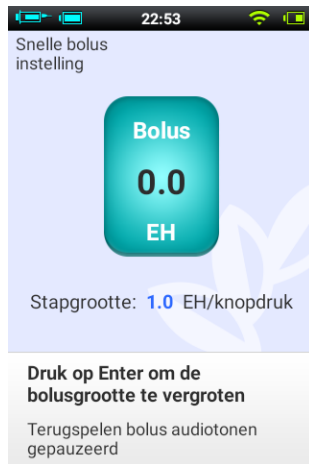 22:53
Snelle bolus
instelling
Bolus
0.0
EH
Stapgrootte: 1.0 EH/knopdruk
Druk op Enter om de
bolusgrootte te vergroten
Terugspelen bolus audiotonen
gepauzeerd